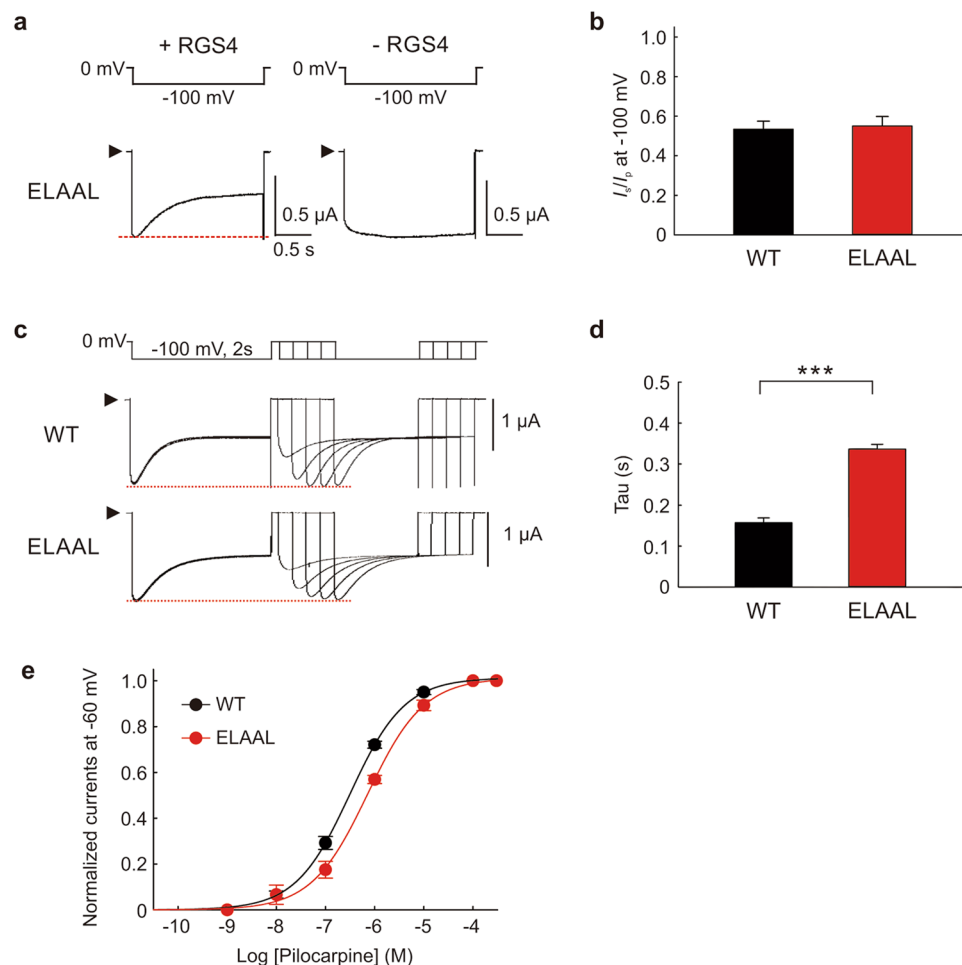 a
+ RGS4
- RGS4
0 mV
-100 mV
0 mV
-100 mV
ELAAL
0.5 µA
0.5 s
0.5 µA
b
Is/Ip at -100 mV
1.0
0.8
0.6
0.4
0.2
0
WT
ELAAL
c
0 mV
-100 mV, 2s
WT
1 µA
ELAAL
1 µA
d
***
Tau (s)
0.5
0.4
0.3
0.2
0.1
0
WT
ELAAL
e
Normalized currents at -60 mV
1.0
0.8
0.6
0.4
0.2
0
WT
ELAAL
-10 -9 -8 -7 -6 -5 -4
Log [Pilocarpine] (M)